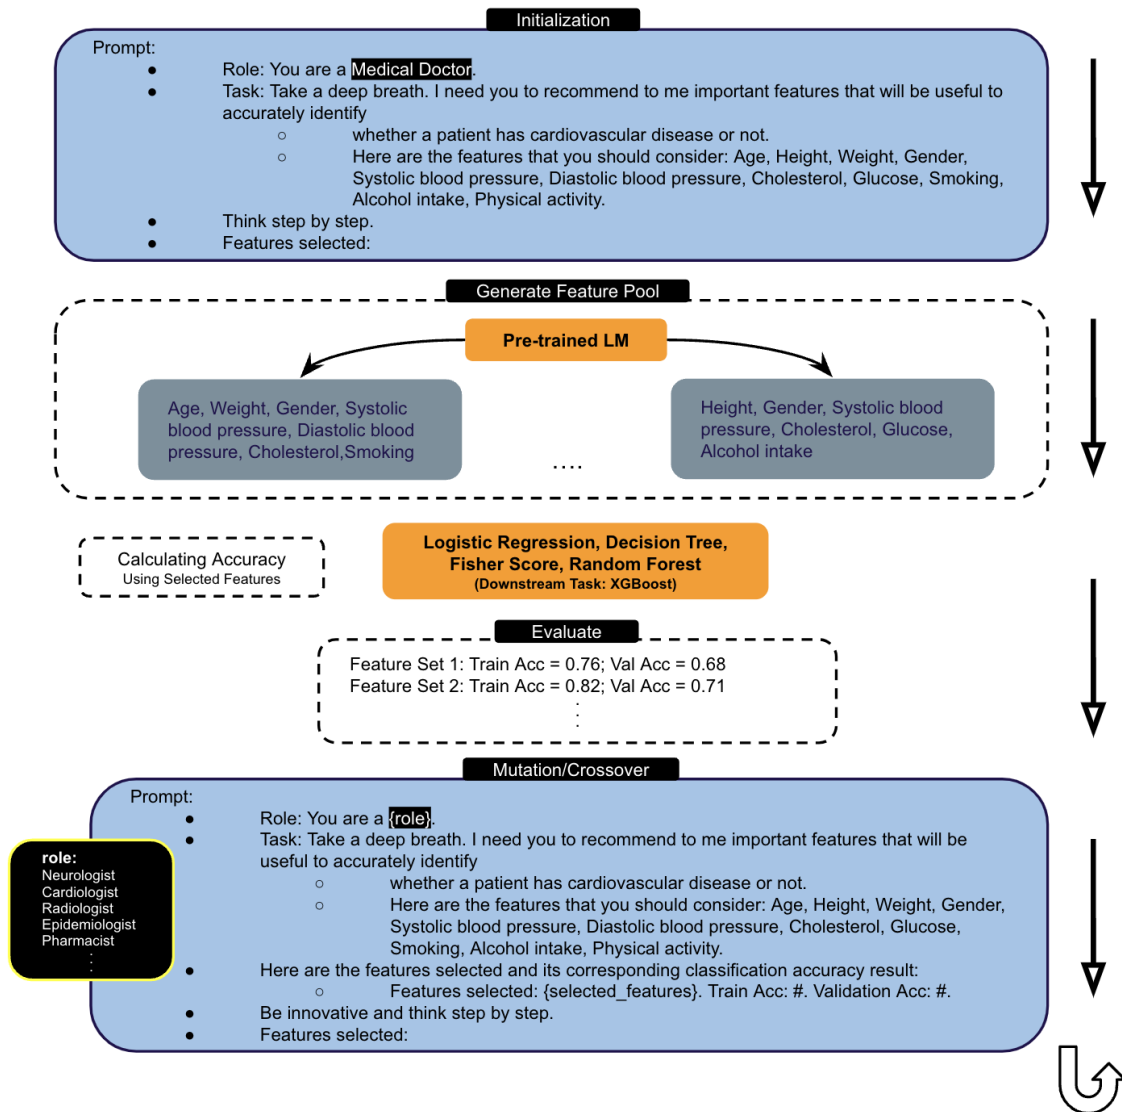 Initialization
Prompt:
● Role: You are a Medical Doctor.
● Task: Take a deep breath. I need you to recommend to me important features that will be useful to
accurately identify
○ whether a patient has cardiovascular disease or not.
○ Here are the features that you should consider: Age, Height, Weight, Gender,
Systolic blood pressure, Diastolic blood pressure, Cholesterol, Glucose, Smoking,
Alcohol intake, Physical activity.
● Think step by step.
● Features selected:
Generate Feature Pool
Pre-trained LM
Age, Weight, Gender, Systolic
blood pressure, Diastolic blood
pressure, Cholesterol,Smoking
....
Height, Gender, Systolic blood
pressure, Cholesterol, Glucose,
Alcohol intake
Calculating Accuracy
Using Selected Features
Logistic Regression, Decision Tree,
Fisher Score, Random Forest
(Downstream Task: XGBoost)
Evaluate
Feature Set 1: Train Acc = 0.76; Val Acc = 0.68
Feature Set 2: Train Acc = 0.82; Val Acc = 0.71
.
.
.
Mutation/Crossover
Prompt:
● Role: You are a {role}.
● Task: Take a deep breath. I need you to recommend to me important features that will be
useful to accurately identify
○ whether a patient has cardiovascular disease or not.
○ Here are the features that you should consider: Age, Height, Weight, Gender,
Systolic blood pressure, Diastolic blood pressure, Cholesterol, Glucose,
Smoking, Alcohol intake, Physical activity.
● Here are the features selected and its corresponding classification accuracy result:
○ Features selected: {selected_features}. Train Acc: #. Validation Acc: #.
● Be innovative and think step by step.
● Features selected:
role:
Neurologist
Cardiologist
Radiologist
Epidemiologist
Pharmacist
.
.
.